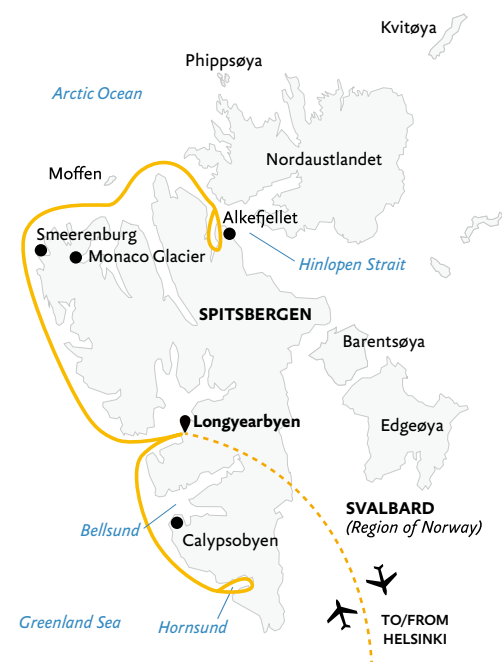 Kvitøya
Phippsøya
Arctic Ocean
Nordaustlandet
Moffen
Alkefjellet
Smeerenburg
Monaco Glacier
Hinlopen Strait
SPITSBERGEN
Barentsøya
Longyearbyen
Edgeøya
SVALBARD
(Region of Norway)
Bellsund
Calypsobyen
Greenland Sea
Hornsund
TO/FROM
HELSINKI